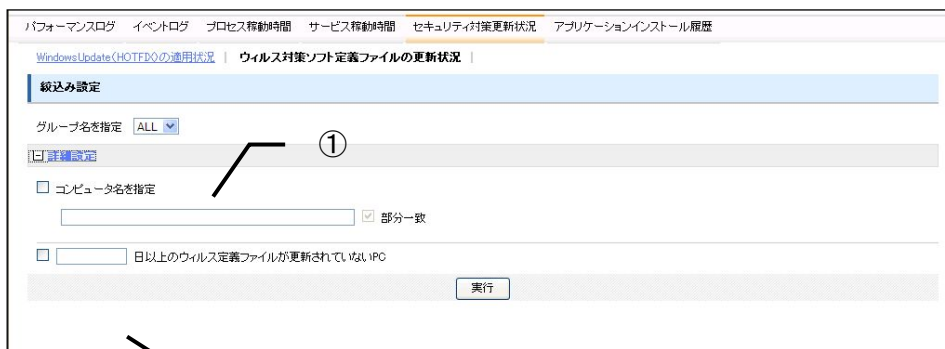 パフォーマンスログ イベントログ プロセス稼動時間 サービス稼動時間 セキュリティ対策更新状況 アプリケーションインストール履歴
WindowsUpdate(HOTFIX)の適用状況 | ウィルス対策ソフト定義ファイルの更新状況 |
絞込み設定
グループ名を指定 ALL
①
詳細設定
コンピュータ名を指定
部分一致
日以上のウィルス定義ファイルが更新されていないPC
実行